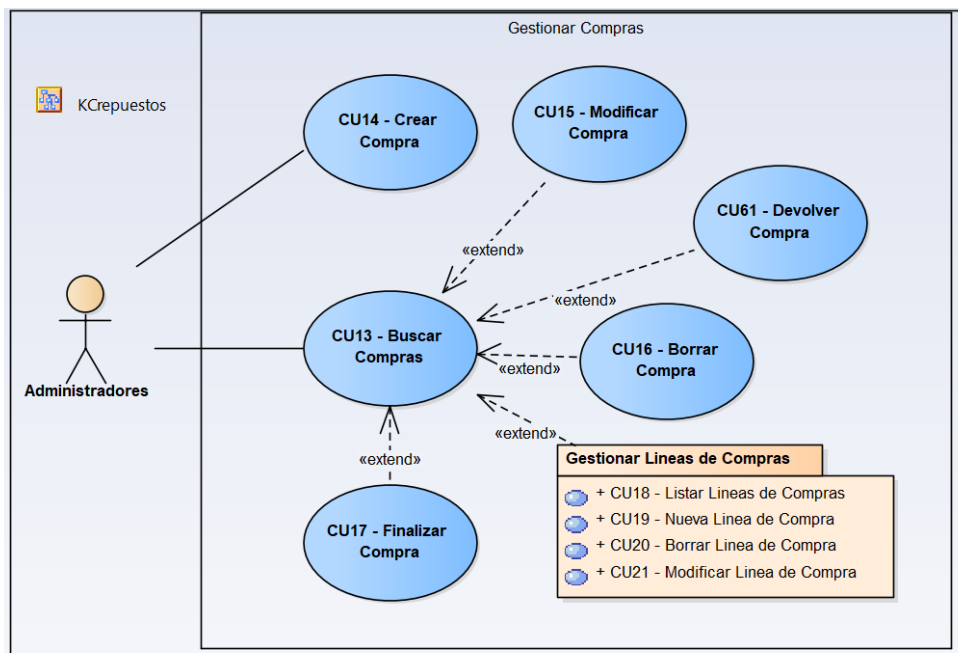 Gestionar Compras
KCrepuestos
CU14 - Crear
Compra
CU15 - Modificar
Compra
CU61 - Devolver
Compra
«extend»
«extend»
CU13 - Buscar
Compras
CU16 - Borrar
Compra
«extend»
Administradores
«extend»
«extend»
Gestionar Lineas de Compras
+ CU18 - Listar Lineas de Compras
+ CU19 - Nueva Linea de Compra
+ CU20 - Borrar Linea de Compra
+ CU21 - Modificar Linea de Compra
CU17 - Finalizar
Compra